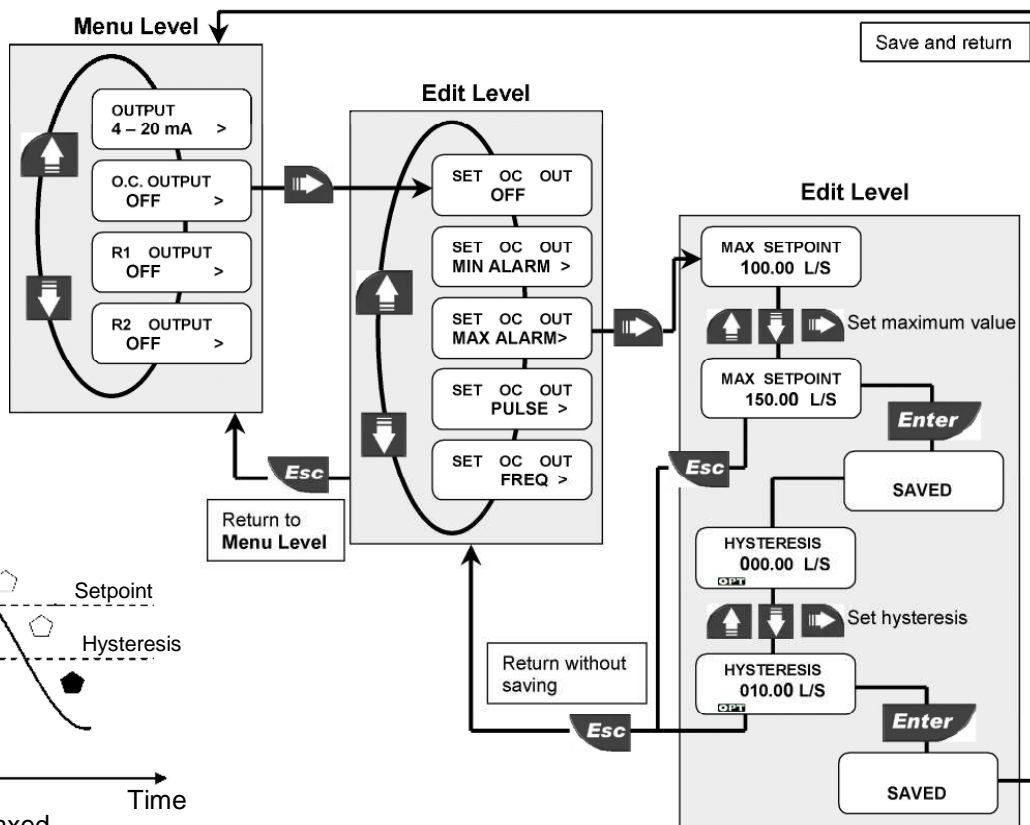 Menu Level
Save and return
OUTPUT
4 – 20 mA >
O.C. OUTPUT
OFF >
R1 OUTPUT
OFF >
R2 OUTPUT
OFF >
Esc
Return to
Menu Level
Edit Level
SET OC OUT
OFF
SET OC OUT
MIN ALARM >
SET OC OUT
MAX ALARM>
SET OC OUT
PULSE >
SET OC OUT
FREQ >
Edit Level
MAX SETPOINT
100.00 L/S
Set maximum value
MAX SETPOINT
150.00 L/S
Enter
Esc
SAVED
HYSTERESIS
000.00 L/S
OPT
Set hysteresis
HYSTERESIS
010.00 L/S
OPT
Enter
SAVED
Return without
saving
Esc
Setpoint
Hysteresis
Time